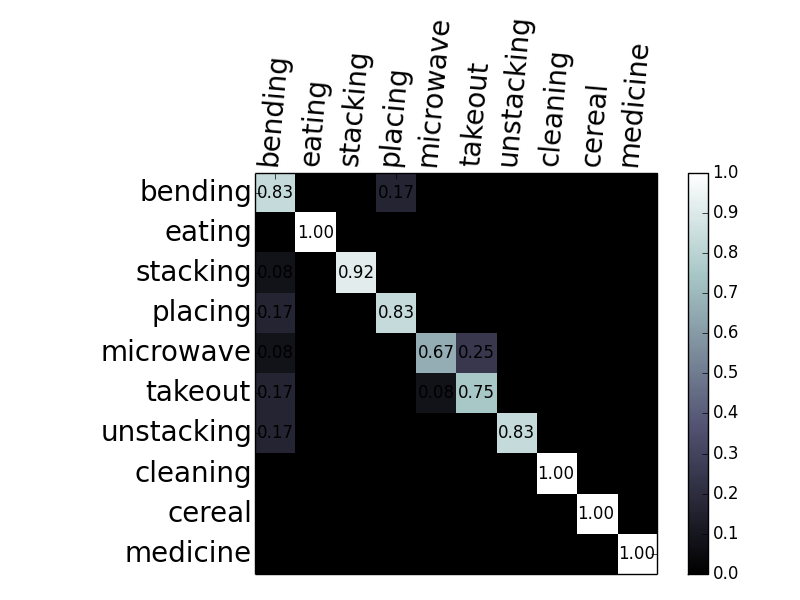 bending eating stacking placing microwave takeout unstacking cleaning cereal medicine
bending 0.83 0.17
eating 1.00
stacking 0.08 0.92
placing 0.17 0.83
microwave 0.08 0.67 0.25
takeout 0.17 0.08 0.75
unstacking 0.17 0.83
cleaning 1.00
cereal 1.00
medicine 1.00
1.0
0.9
0.8
0.7
0.6
0.5
0.4
0.3
0.2
0.1
0.0